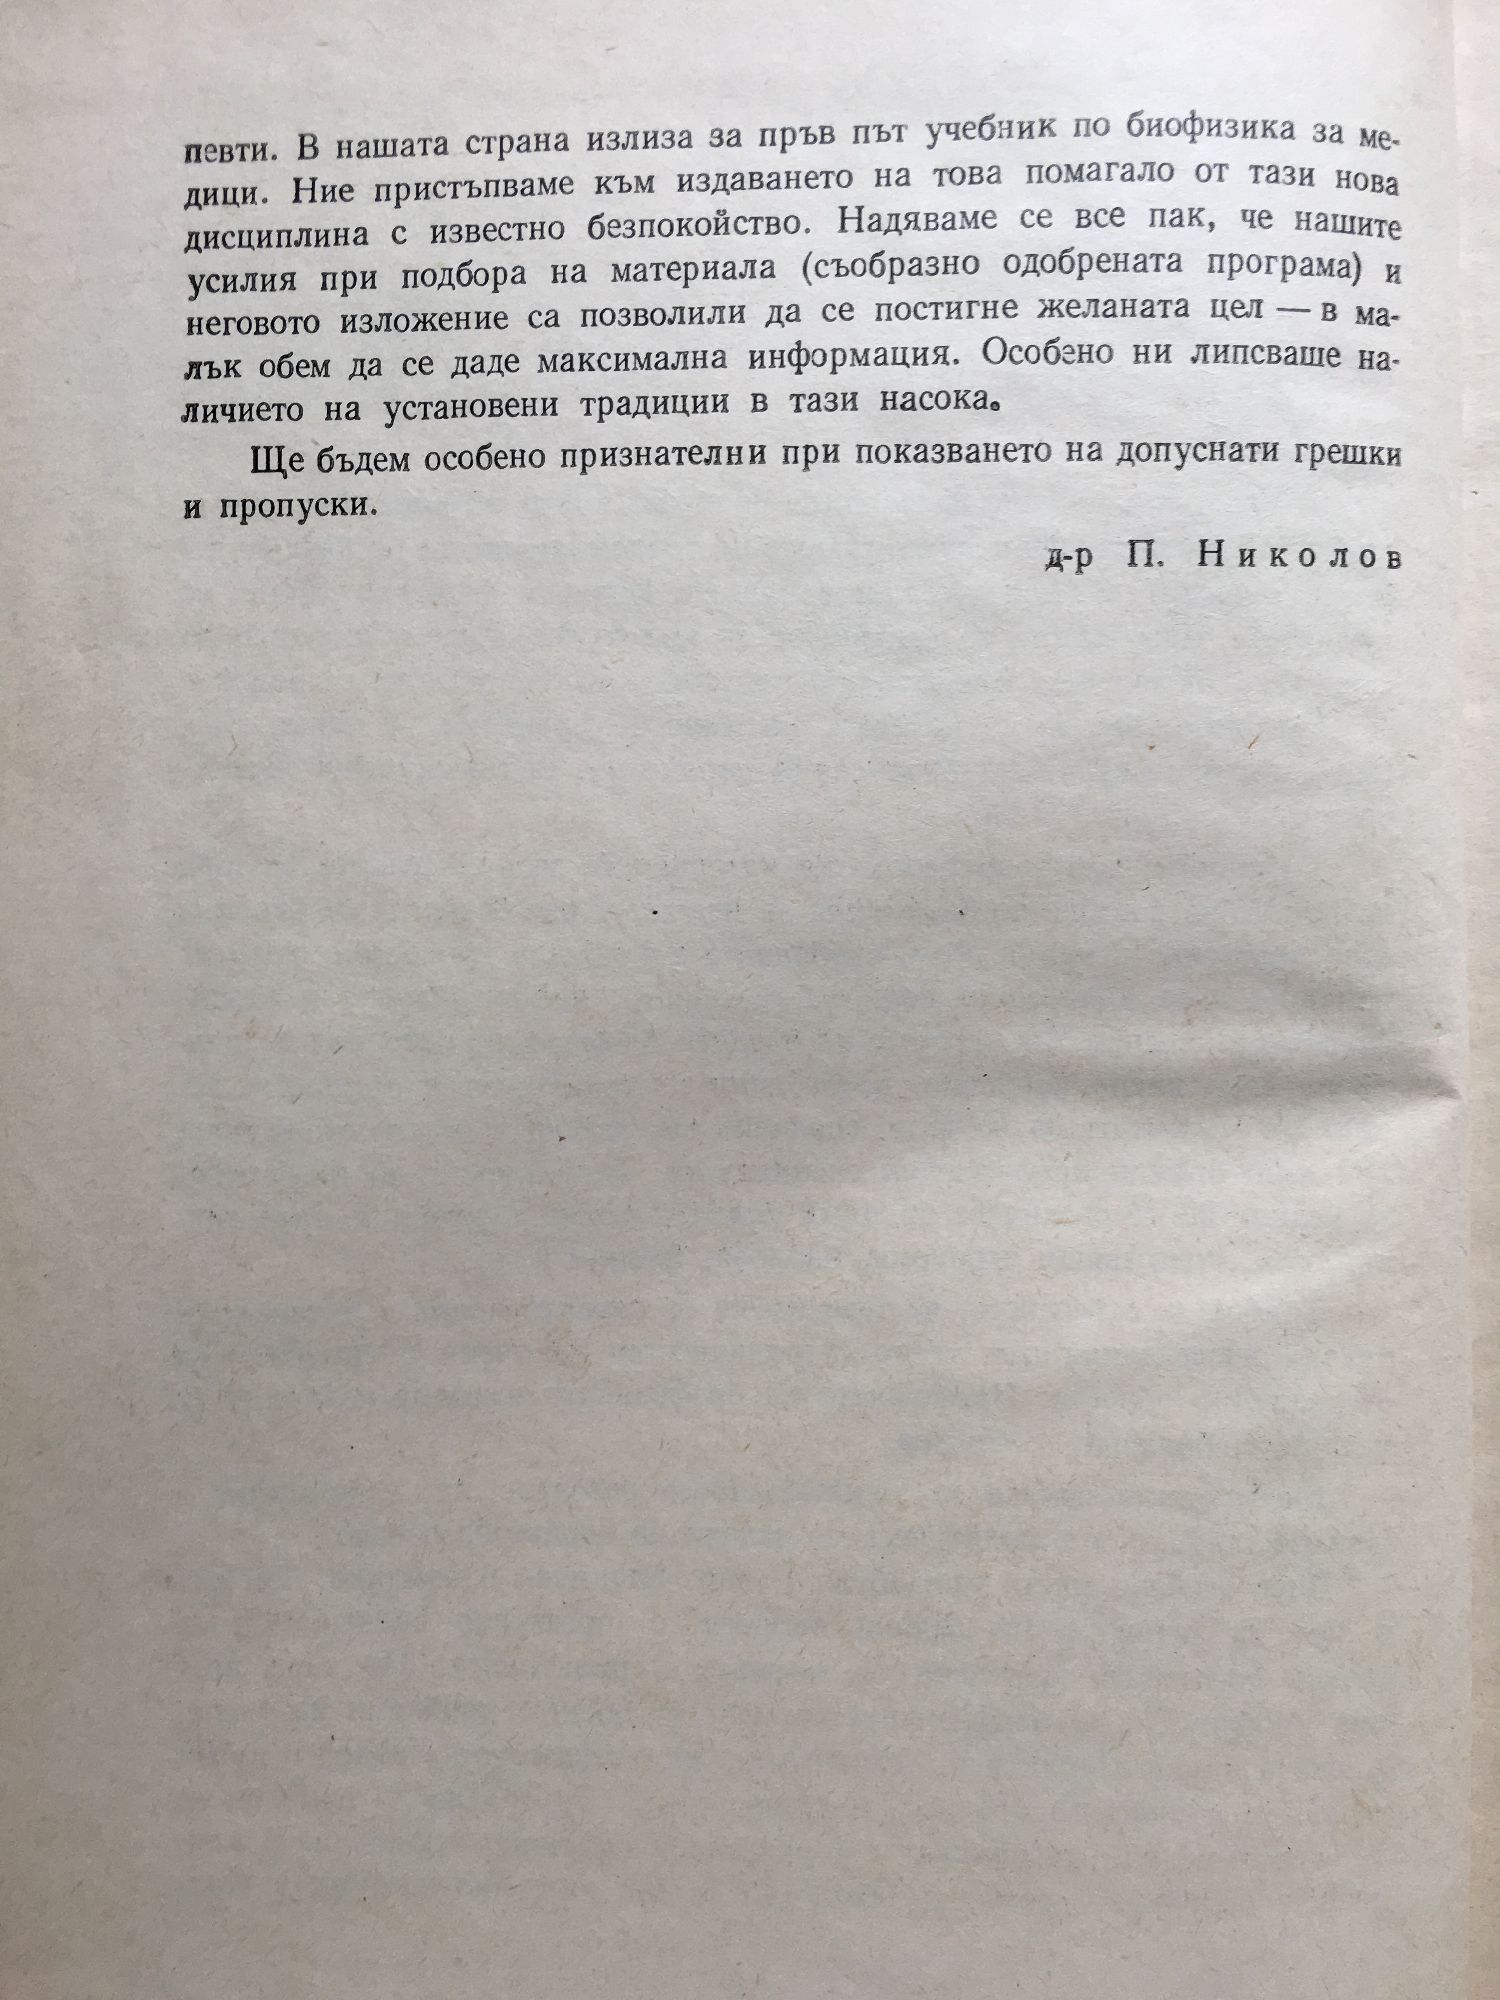 певти. В нашата страна излиза за пръв път учебник по биофизика за ме-
дици. Ние пристъпваме към издаването на това помагало от тази нова
дисциплина с известно безпокойство. Надяваме се все пак, че нашите
усилия при подбора на материала (съобразно одобрената програма) и
неговото изложение са позволили да се постигне желаната цел — в ма-
лък обем да се даде максимална информация. Особено ни липсваше на-
личието на установени традиции в тази насока.
Ще бъдем особено признателни при показването на допуснати грешки
и пропуски.
д-р П. Николов